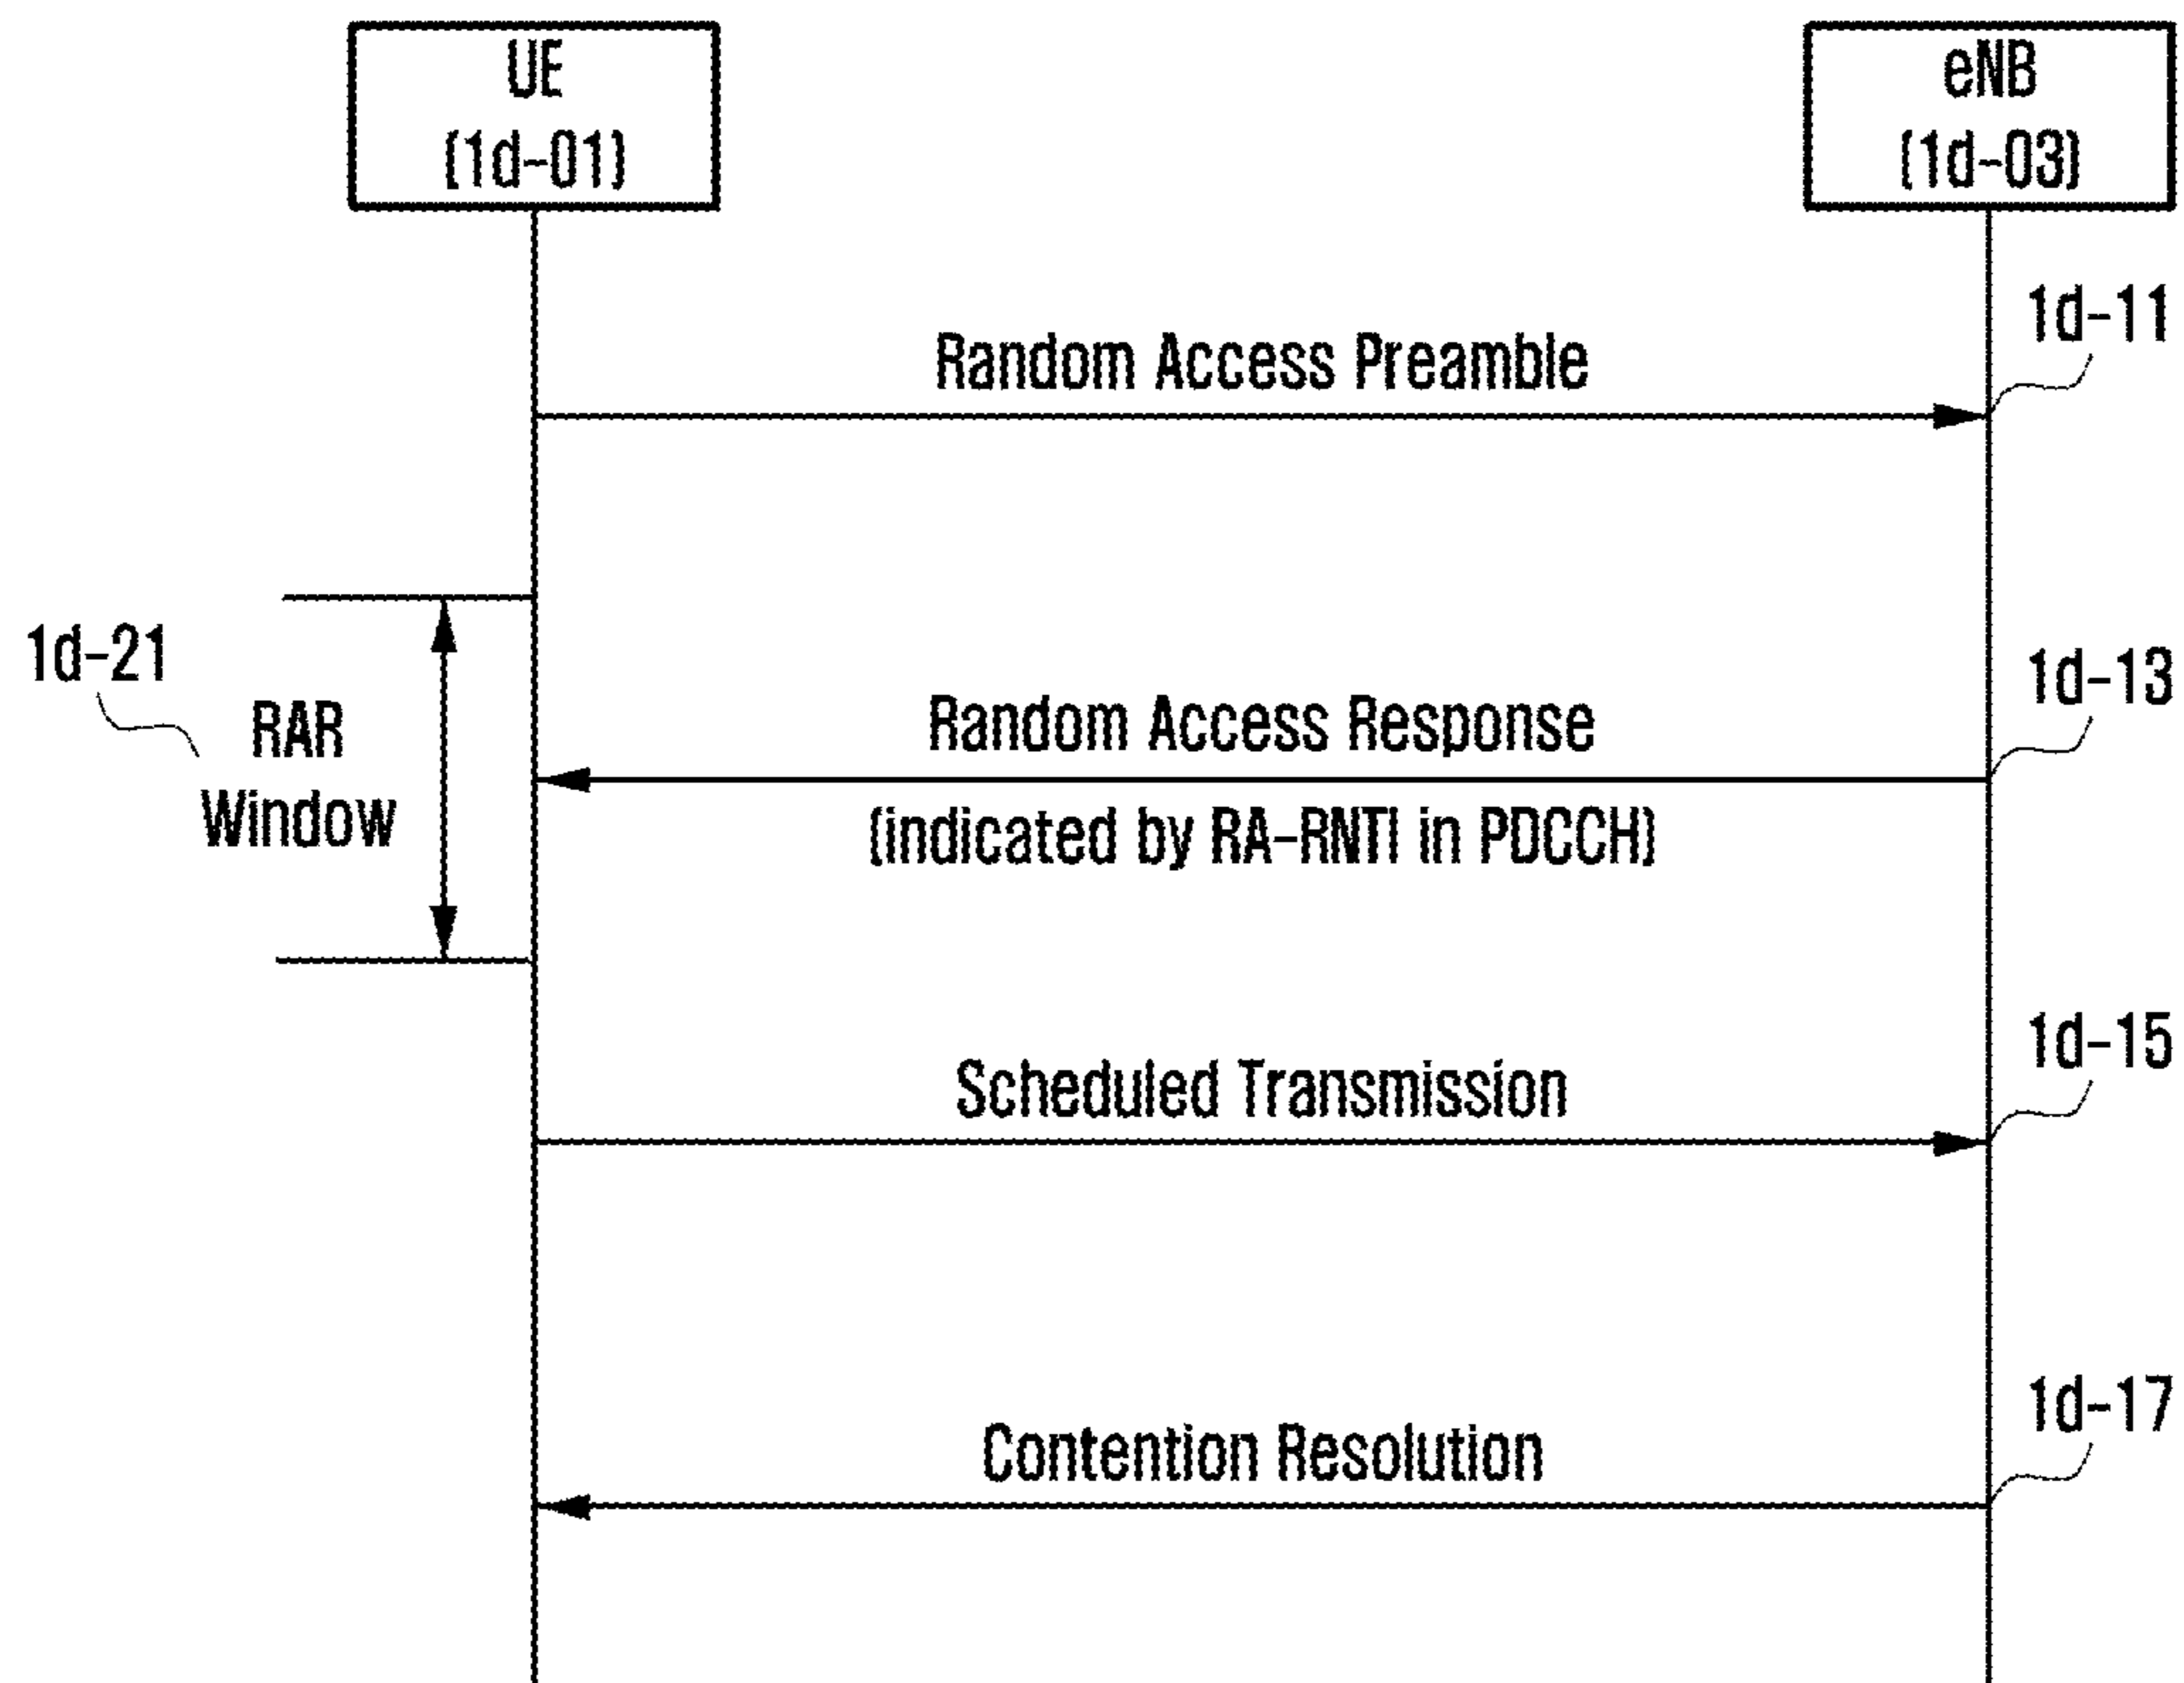 UE
(1d-01)
eNB
(1d-03)
1d-11
Random Access Preamble
1d-21
RAR
Window
1d-13
Random Access Response
(indicated by RA-RNTI in PDCCH)
1d-15
Scheduled Transmission
1d-17
Contention Resolution